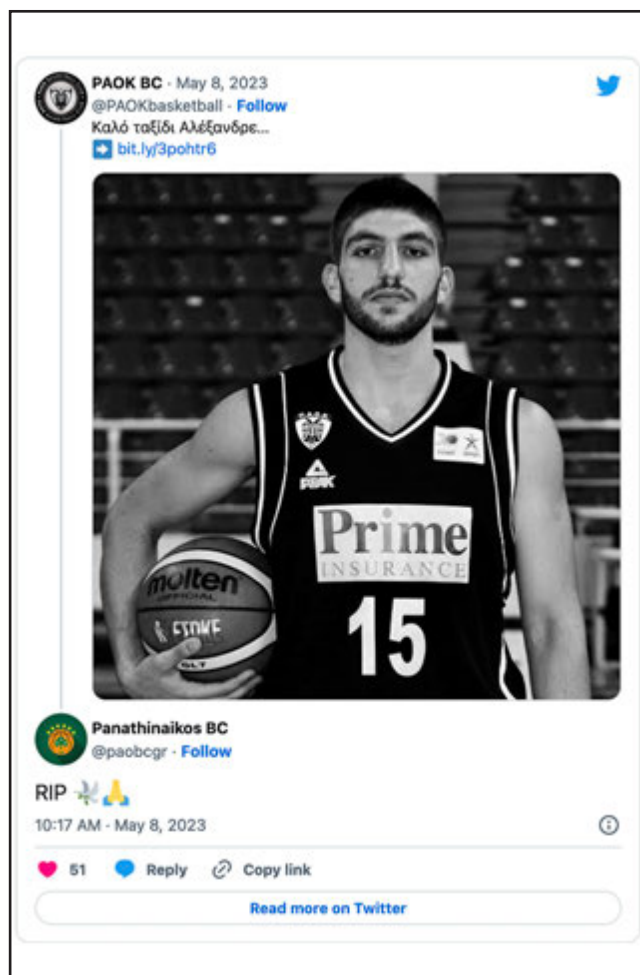 PAOK BC · May 8, 2023
@PAOKbasketball · Follow
Καλό ταξίδι Αλέξανδρε...
bit.ly/3pohtr6
PEAK
Prime
INSURANCE
15
molten
OFFICIAL
GL7
Panathinaikos BC
@paobcgr · Follow
RIP
10:17 AM · May 8, 2023
51 Reply Copy link
Read more on Twitter